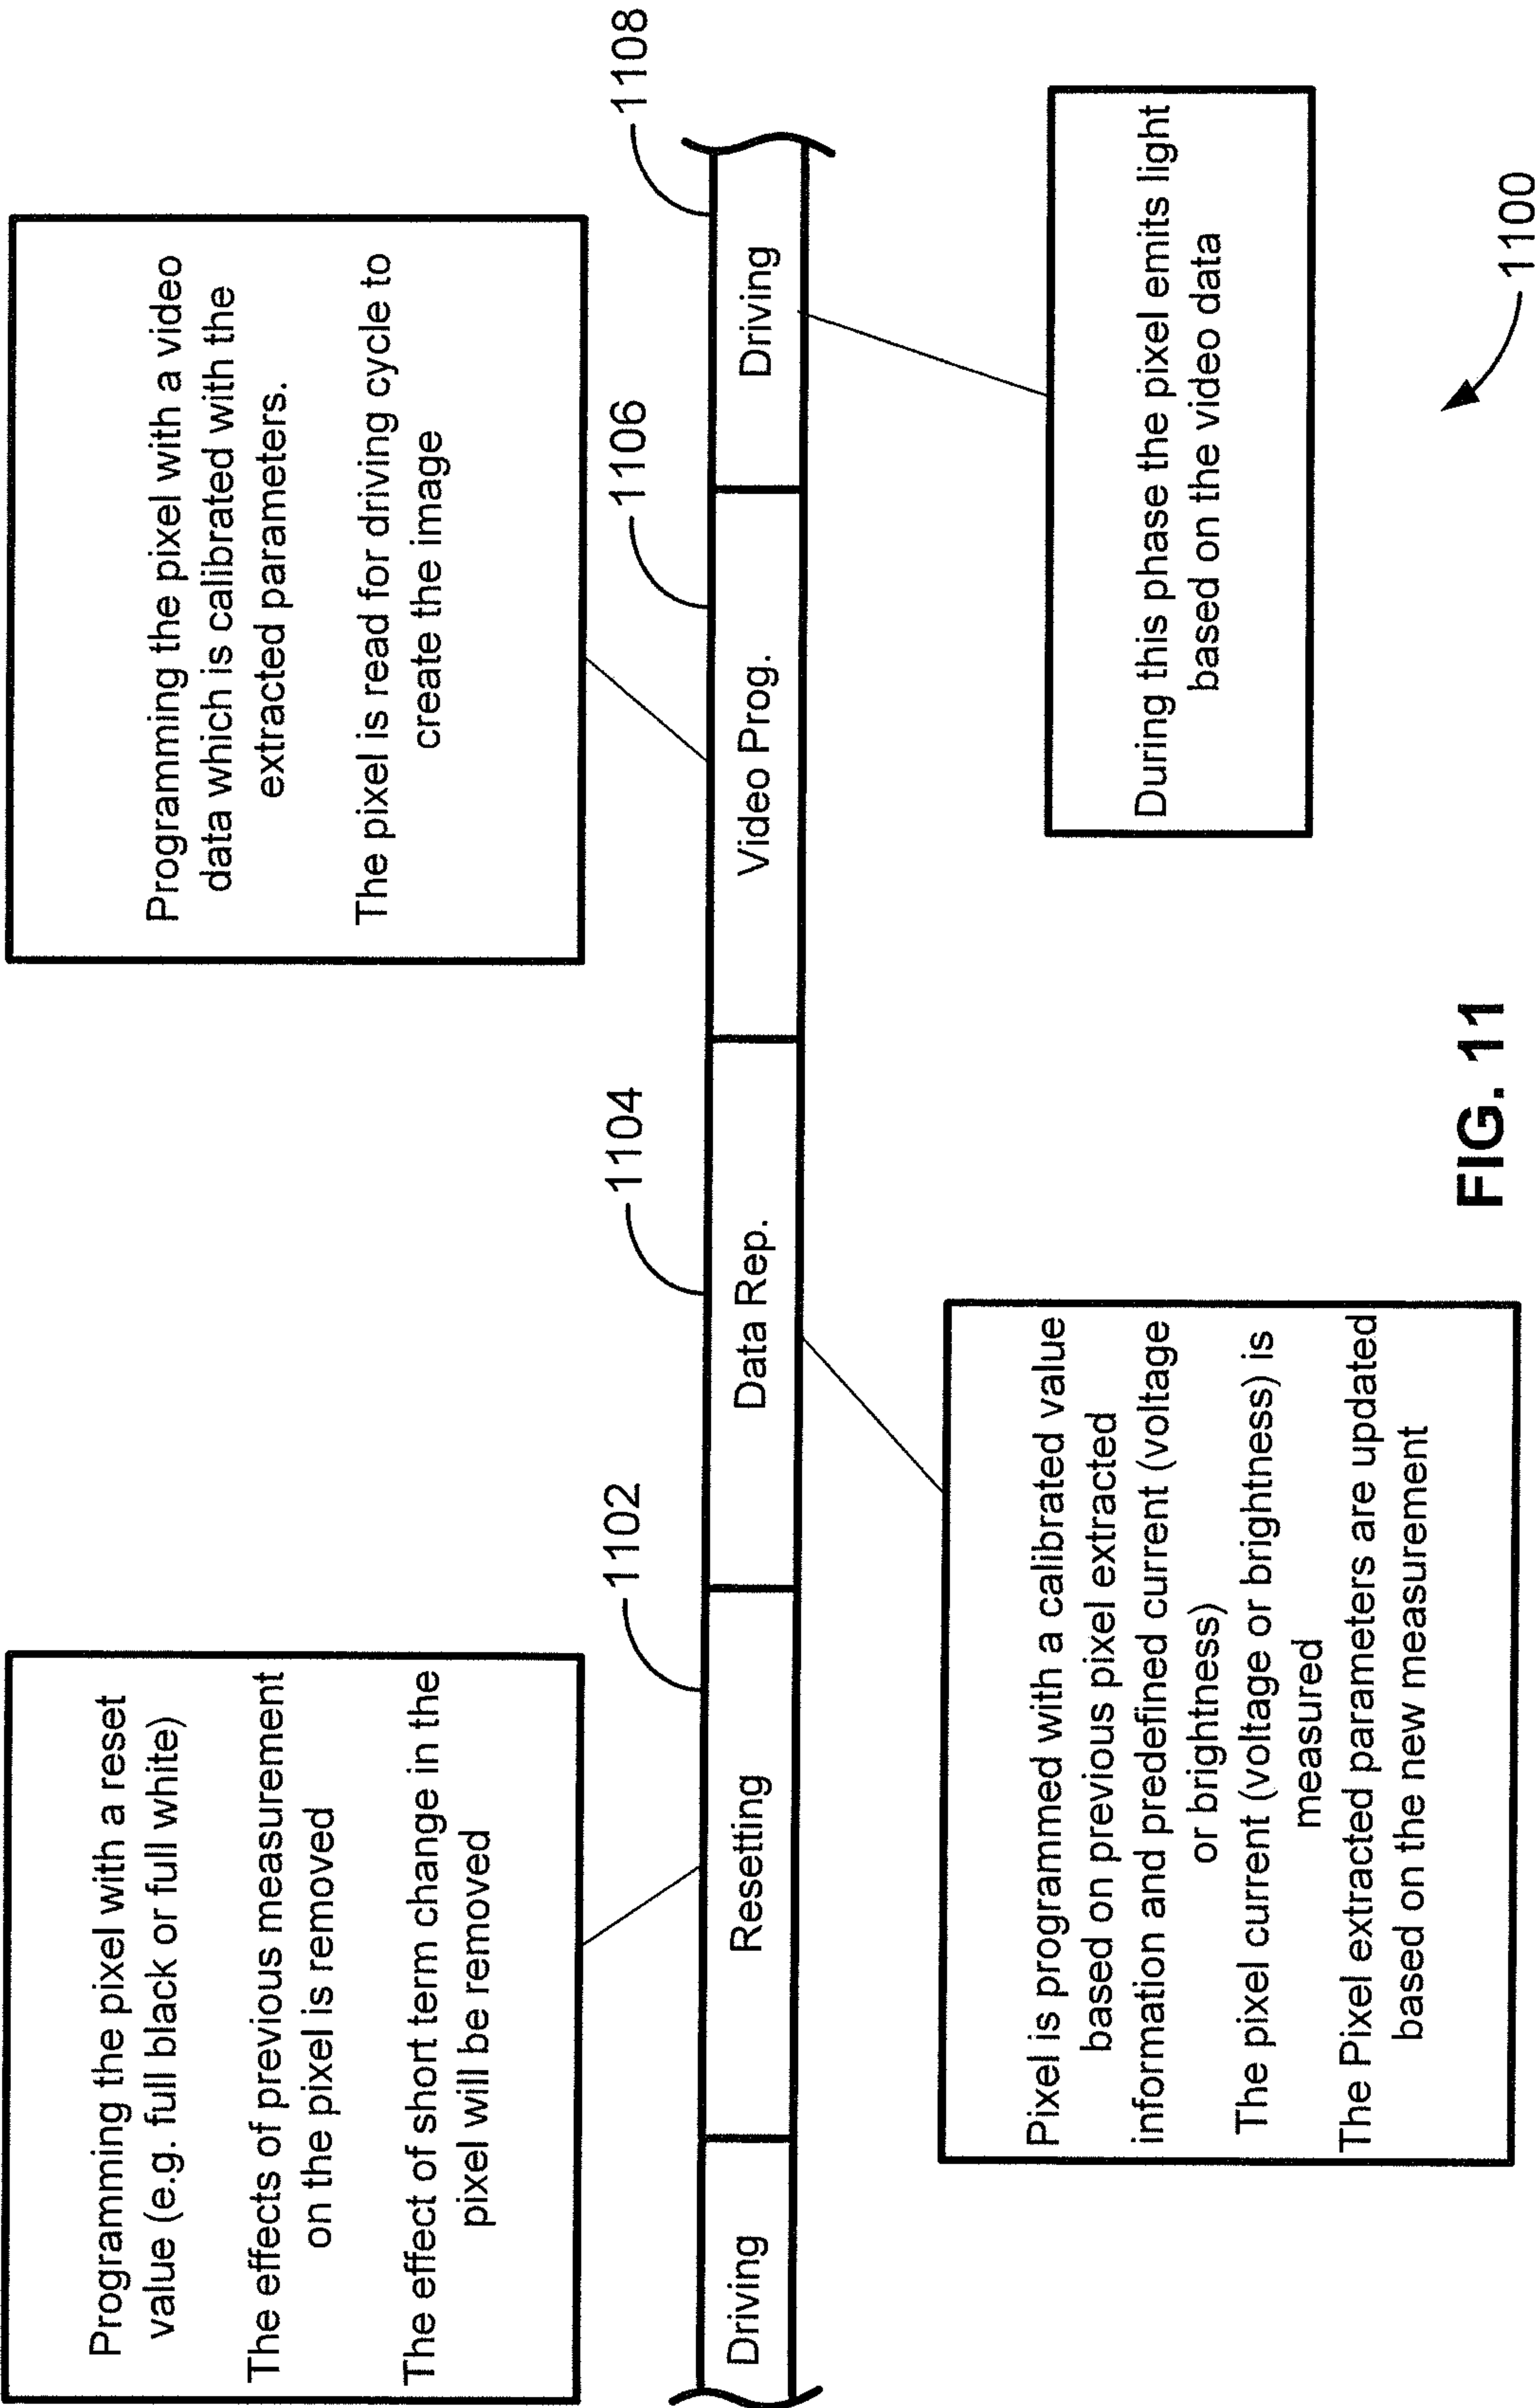 Programming the pixel with a reset
value (e.g. full black or full white)
The effects of previous measurement
on the pixel is removed
The effect of short term change in the
pixel will be removed
Programming the pixel with a video
data which is calibrated with the
extracted parameters.
The pixel is read for driving cycle to
create the image
1102
1104
1106
1108
Driving
Resetting
Data Rep.
Video Prog.
Driving
Pixel is programmed with a calibrated value
based on previous pixel extracted
information and predefined current (voltage
or brightness)
The pixel current (voltage or brightness) is
measured
The Pixel extracted parameters are updated
based on the new measurement
During this phase the pixel emits light
based on the video data
1100
FIG. 11